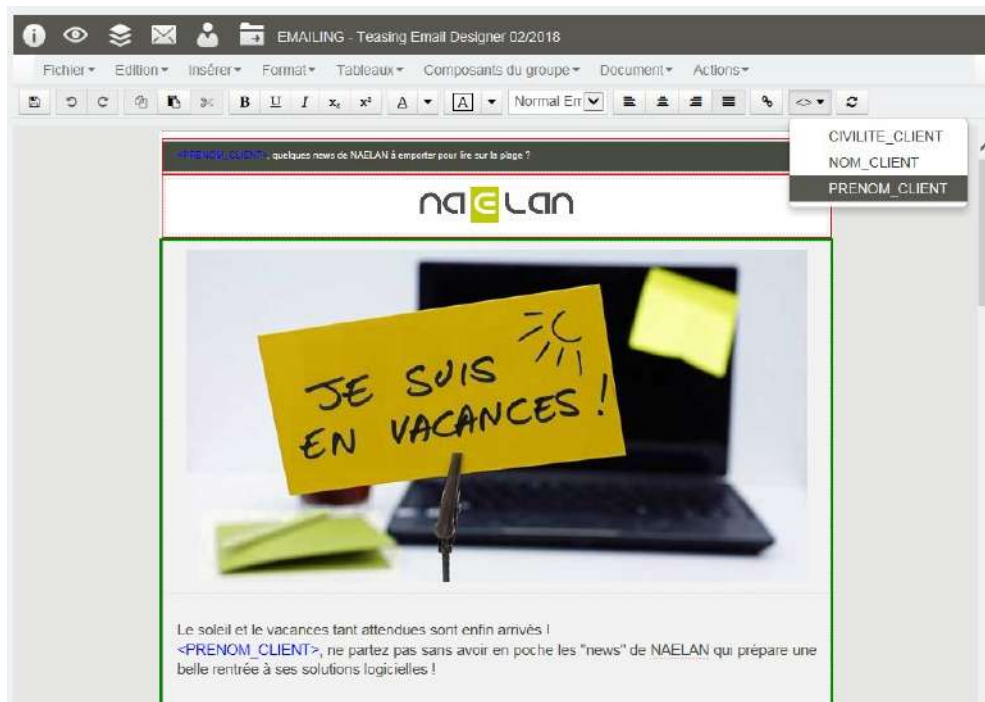 EMAILING - Teasing Email Designer 02/2018
Fichier Edition Insérer Format Tableaux Composants du groupe Document Actions
B U I x₂ x² A A Normal Em
CIVILITE_CLIENT
NOM_CLIENT
PRENOM_CLIENT
<PRENOM_CLIENT>, quelques news de NAELAN à emporter pour lire sur la plage ?
naeLan
JE SUIS
EN VACANCES !
Le soleil et le vacances tant attendues sont enfin arrivés !
<PRENOM_CLIENT>, ne partez pas sans avoir en poche les "news" de NAELAN qui prépare une
belle rentrée à ses solutions logicielles !